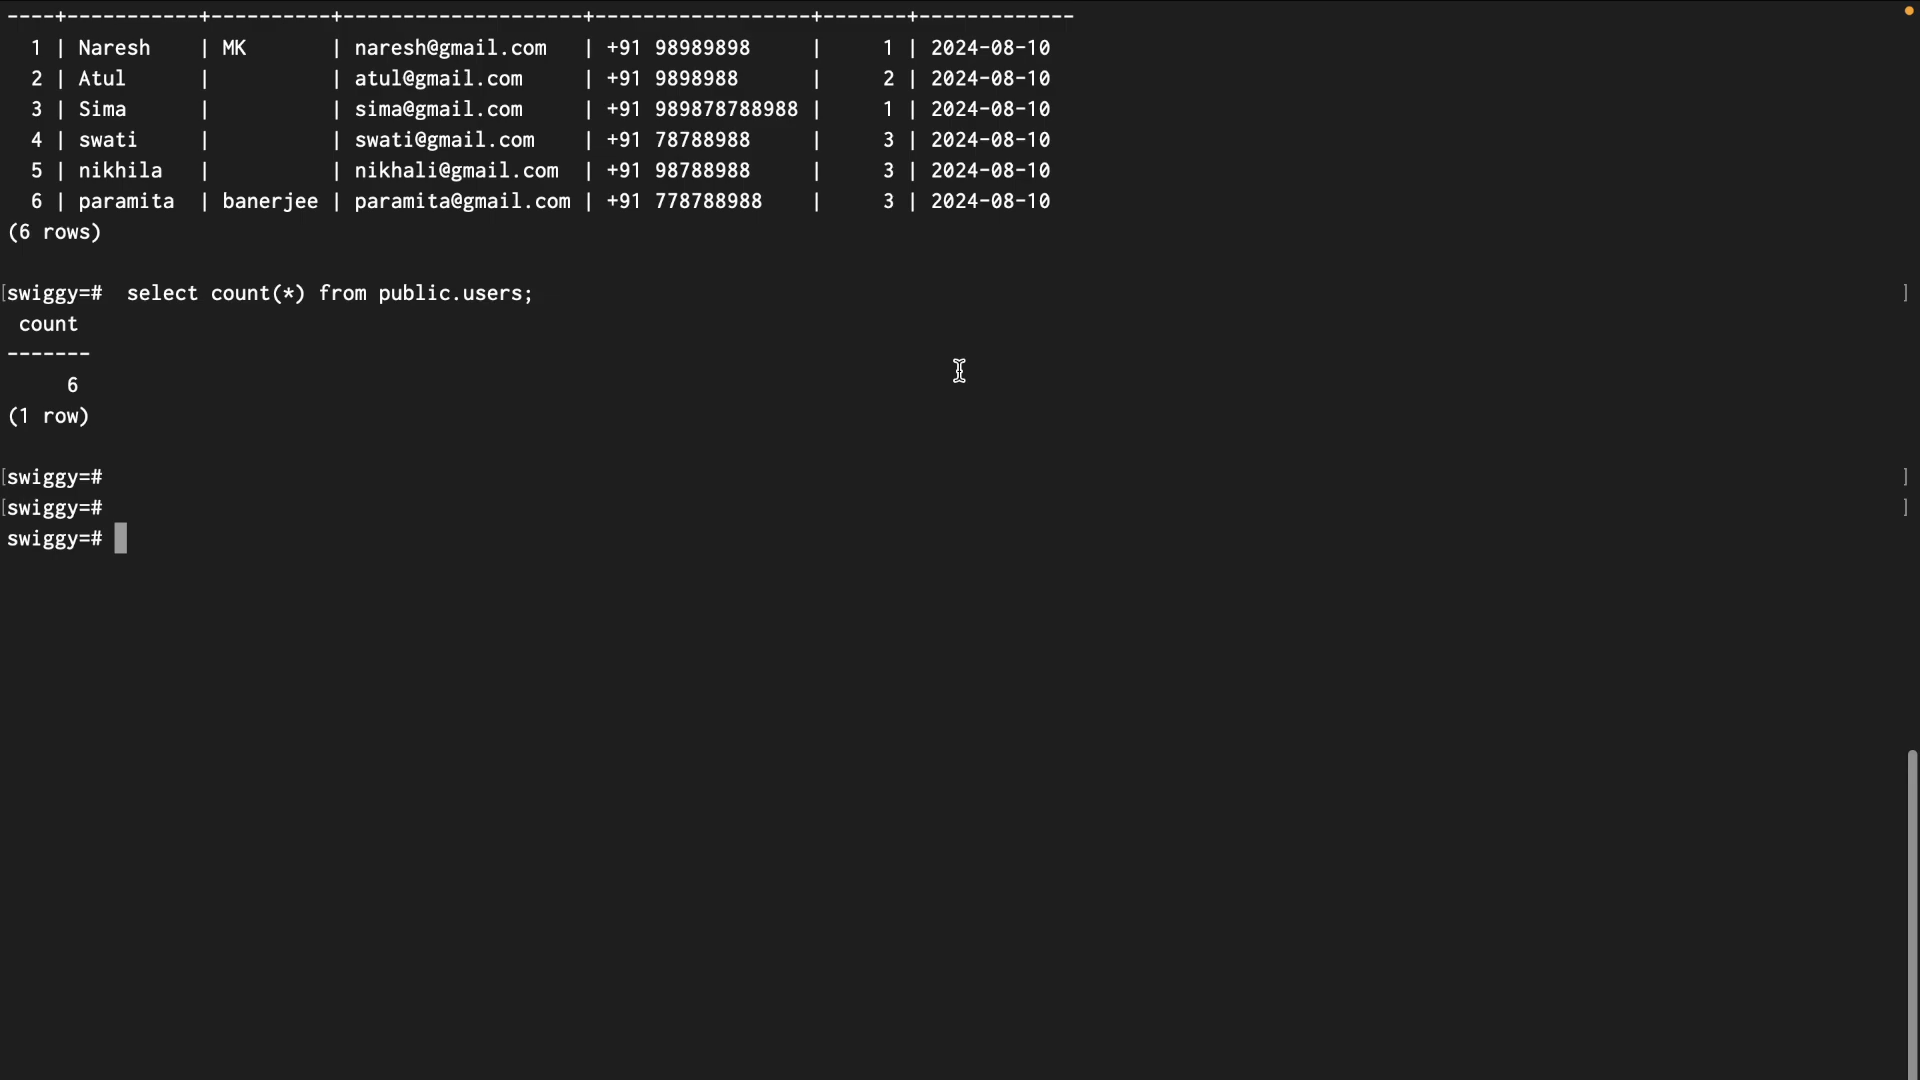 ----+-----------+----------+--------------------+------------------+-------+-------------
  1 | Naresh    | MK       | naresh@gmail.com   | +91 98989898     |     1 | 2024-08-10
  2 | Atul      |          | atul@gmail.com     | +91 9898988      |     2 | 2024-08-10
  3 | Sima      |          | sima@gmail.com     | +91 989878788988 |     1 | 2024-08-10
  4 | swati     |          | swati@gmail.com    | +91 78788988     |     3 | 2024-08-10
  5 | nikhila   |          | nikhali@gmail.com  | +91 98788988     |     3 | 2024-08-10
  6 | paramita  | banerjee | paramita@gmail.com | +91 778788988    |     3 | 2024-08-10
(6 rows)
[swiggy=#  select count(*) from public.users; ]
 count
-------
     6
(1 row)
[swiggy=# ]
[swiggy=# ]
swiggy=#